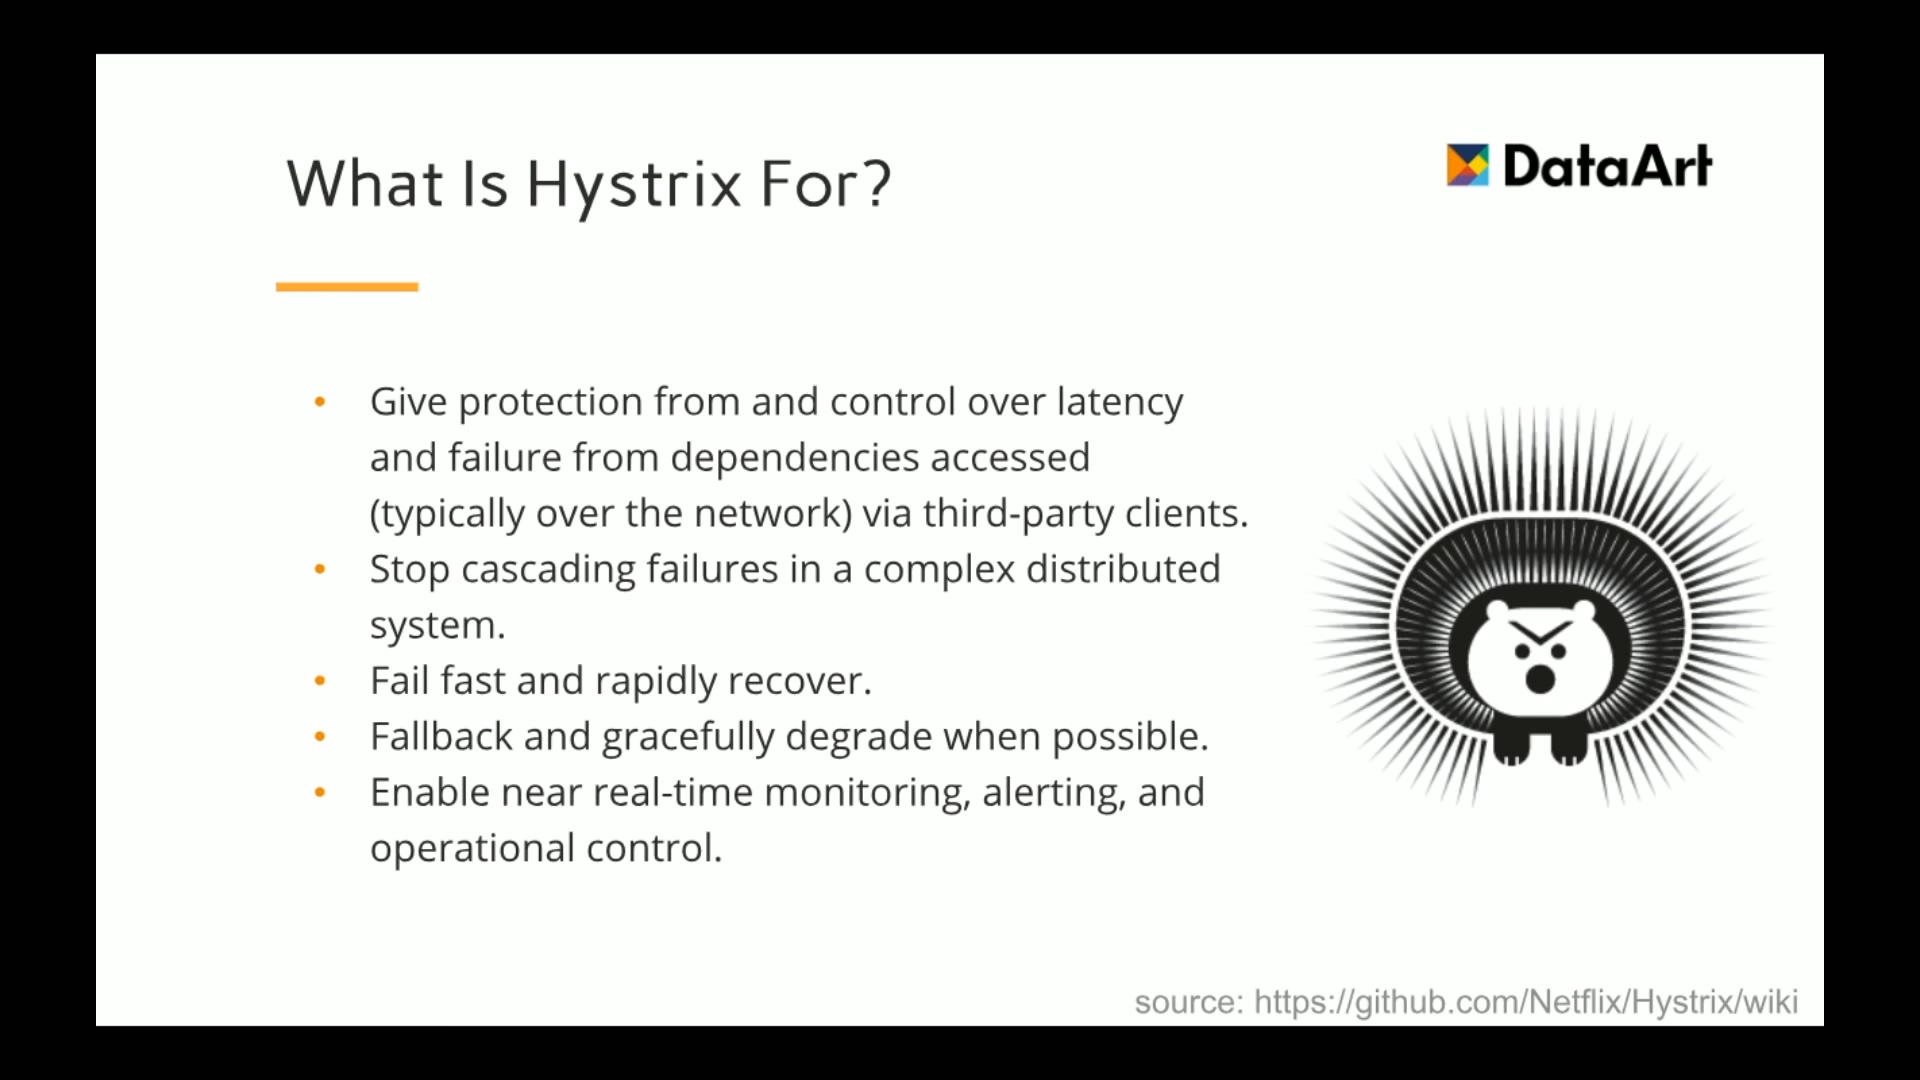 What Is Hystrix For?
DataArt
• Give protection from and control over latency
and failure from dependencies accessed
(typically over the network) via third-party clients.
• Stop cascading failures in a complex distributed
system.
• Fail fast and rapidly recover.
• Fallback and gracefully degrade when possible.
• Enable near real-time monitoring, alerting, and
operational control.
source: https://github.com/Netflix/Hystrix/wiki